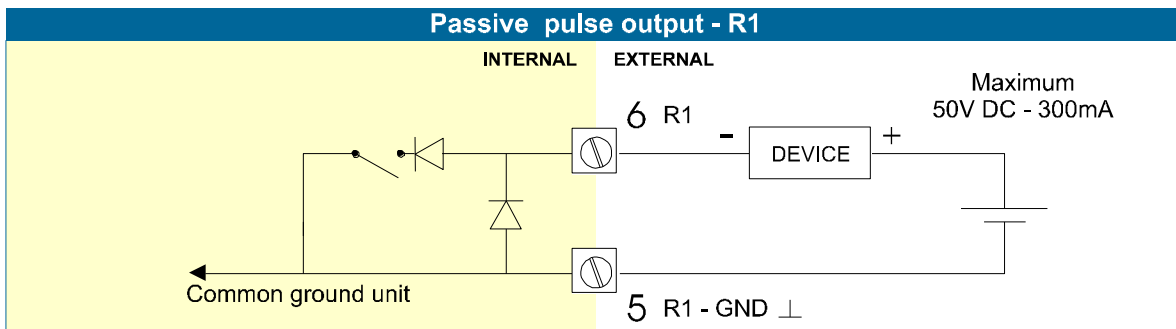 Passive pulse output - R1
INTERNAL
EXTERNAL
Maximum
50V DC - 300mA
6 R1
- DEVICE +
Common ground unit
5 R1 - GND ⊥